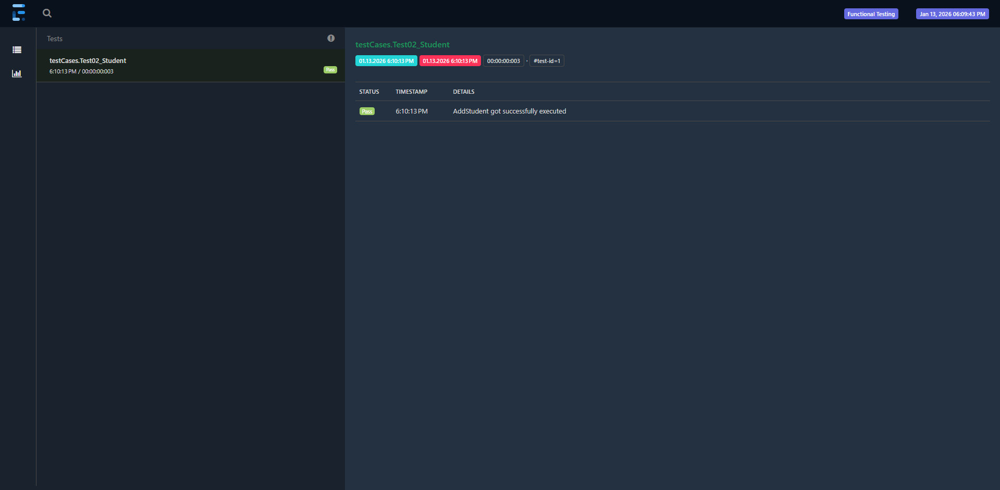 Functional Testing
Jan 13, 2026 06:09:43 PM
Tests
testCases.Test02_Student
6:10:13 PM / 00:00:00:003
Pass
testCases.Test02_Student
01.13.2026 6:10:13 PM 01.13.2026 6:10:13 PM 00:00:00:003 · #test-id=1
STATUS TIMESTAMP DETAILS
Pass 6:10:13 PM AddStudent got successfully executed